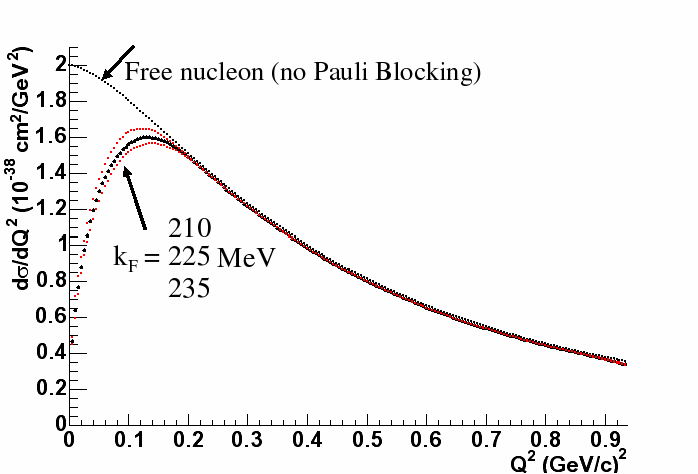 dσ/dQ² (10⁻³⁸ cm²/GeV²)
2
1.8
1.6
1.4
1.2
1
0.8
0.6
0.4
0.2
0
Free nucleon (no Pauli Blocking)
210
k_F = 225 MeV
235
0 0.1 0.2 0.3 0.4 0.5 0.6 0.7 0.8 0.9
Q² (GeV/c)²